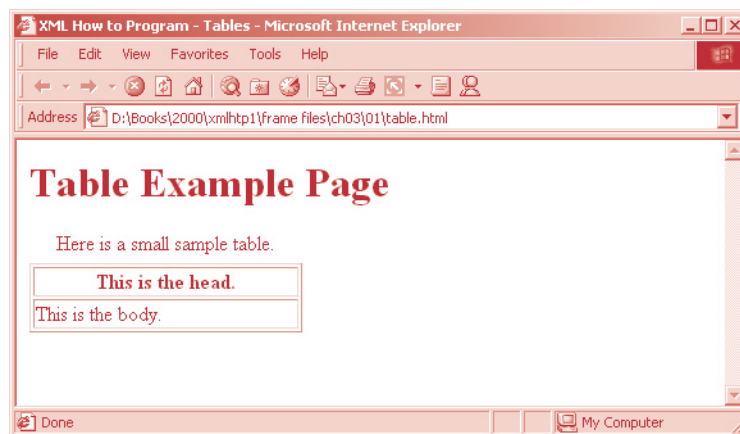 XML How to Program - Tables - Microsoft Internet Explorer
File Edit View Favorites Tools Help
Address D:\Books\2000\xmlhtp1\frame files\ch03\01\table.html
Table Example Page
Here is a small sample table.
This is the head.
This is the body.
Done My Computer